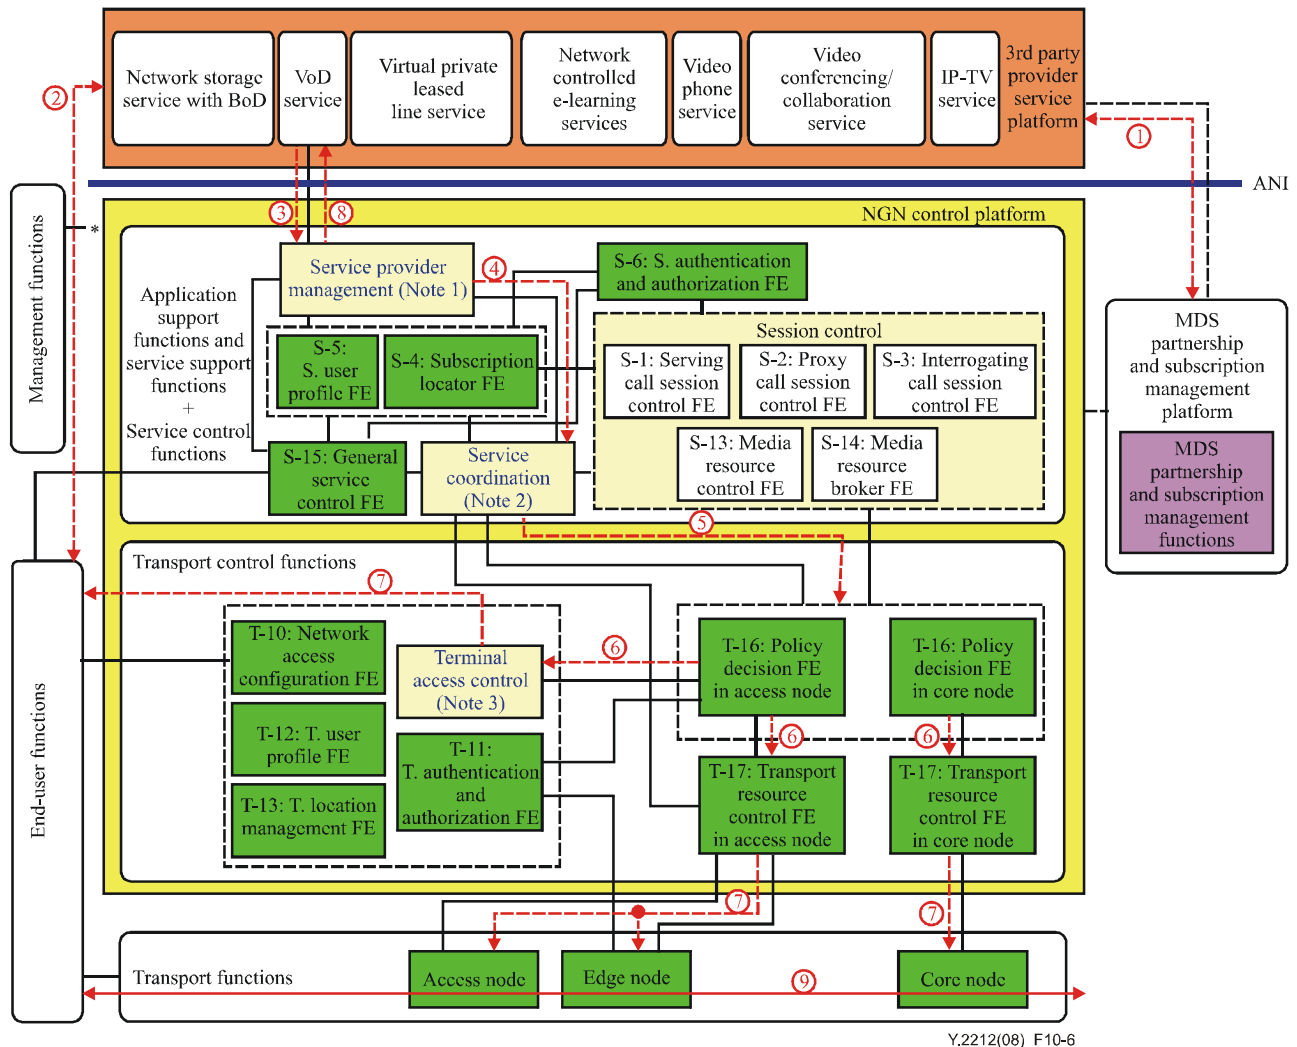 Network storage
service with BoD
VoD
service
Virtual private
leased
line service
Network
controlled
e-learning
services
Video
phone
service
Video
conferencing/
collaboration
service
IP-TV
service
3rd party
provider
service
platform
2
1
ANI
3
8
NGN control platform
*
Management functions
Application
support
functions and
service support
functions
+
Service control
functions
Service provider
management (Note 1)
4
S-6: S. authentication
and authorization FE
S-5:
S. user
profile FE
S-4: Subscription
locator FE
Session control
S-1: Serving
call session
control FE
S-2: Proxy
call session
control FE
S-3: Interrogating
call session
control FE
S-13: Media
resource
control FE
S-14: Media
resource
broker FE
S-15: General
service
control FE
Service
coordination
(Note 2)
MDS
partnership
and subscription
management
platform
MDS
partnership
and subscription
management
functions
5
Transport control functions
7
End-user functions
T-10: Network
access
configuration FE
T-12: T. user
profile FE
T-13: T. location
management FE
Terminal
access control
(Note 3)
T-11:
T. authentication
and
authorization FE
6
T-16: Policy
decision FE
in access node
T-16: Policy
decision FE
in core node
6
6
T-17: Transport
resource
control FE
in access node
T-17: Transport
resource
control FE
in core node
7
7
Transport functions
Access node
Edge node
Core node
9
Y.2212(08)_F10-6